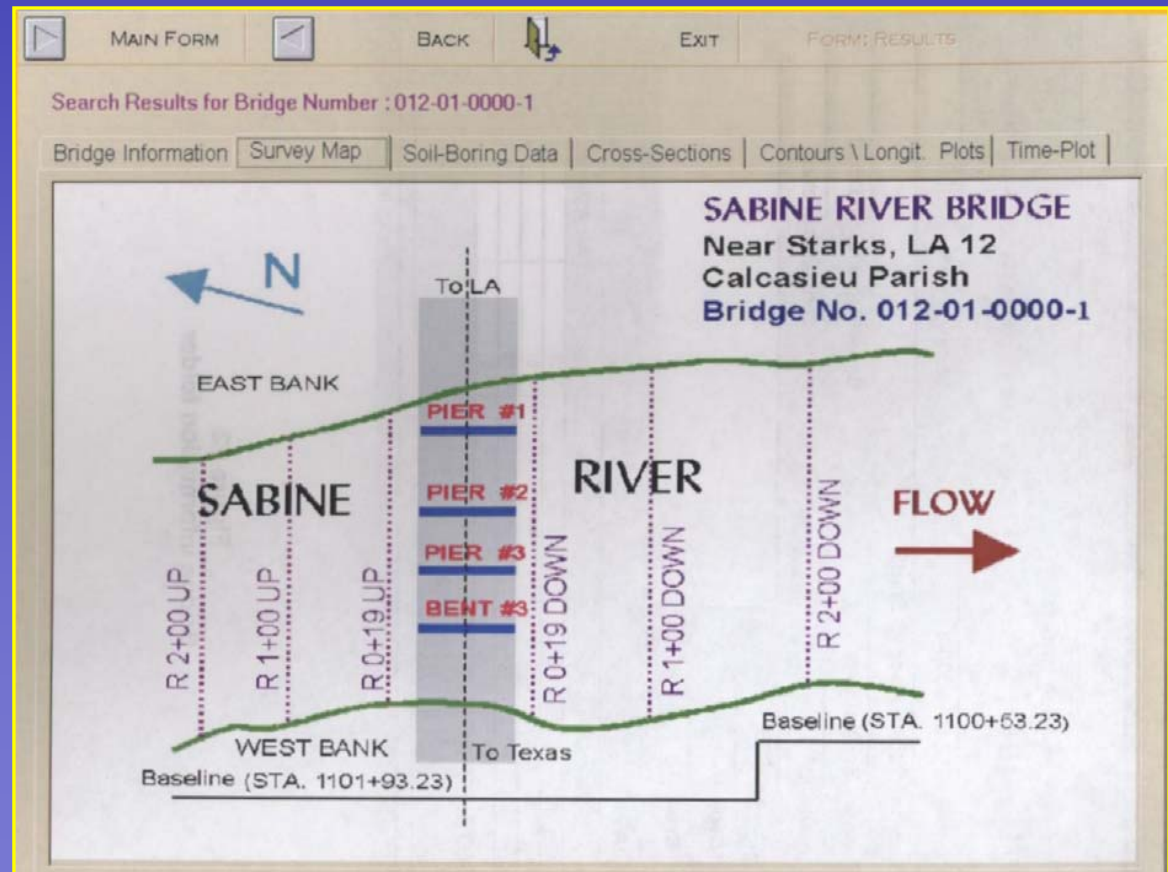 MAIN FORM BACK EXIT FORM: RESULTS
Search Results for Bridge Number : 012-01-0000-1
Bridge Information Survey Map Soil-Boring Data Cross-Sections Contours \ Longit. Plots Time-Plot
SABINE RIVER BRIDGE
Near Starks, LA 12
Calcasieu Parish
Bridge No. 012-01-0000-1
N
To LA
EAST BANK
PIER #1
SABINE RIVER
PIER #2
FLOW
PIER #3
BENT #3
R 2+00 UP
R 1+00 UP
R 0+19 UP
R 0+19 DOWN
R 1+00 DOWN
R 2+00 DOWN
WEST BANK
To Texas
Baseline (STA. 1100+53.23)
Baseline (STA. 1101+93.23)